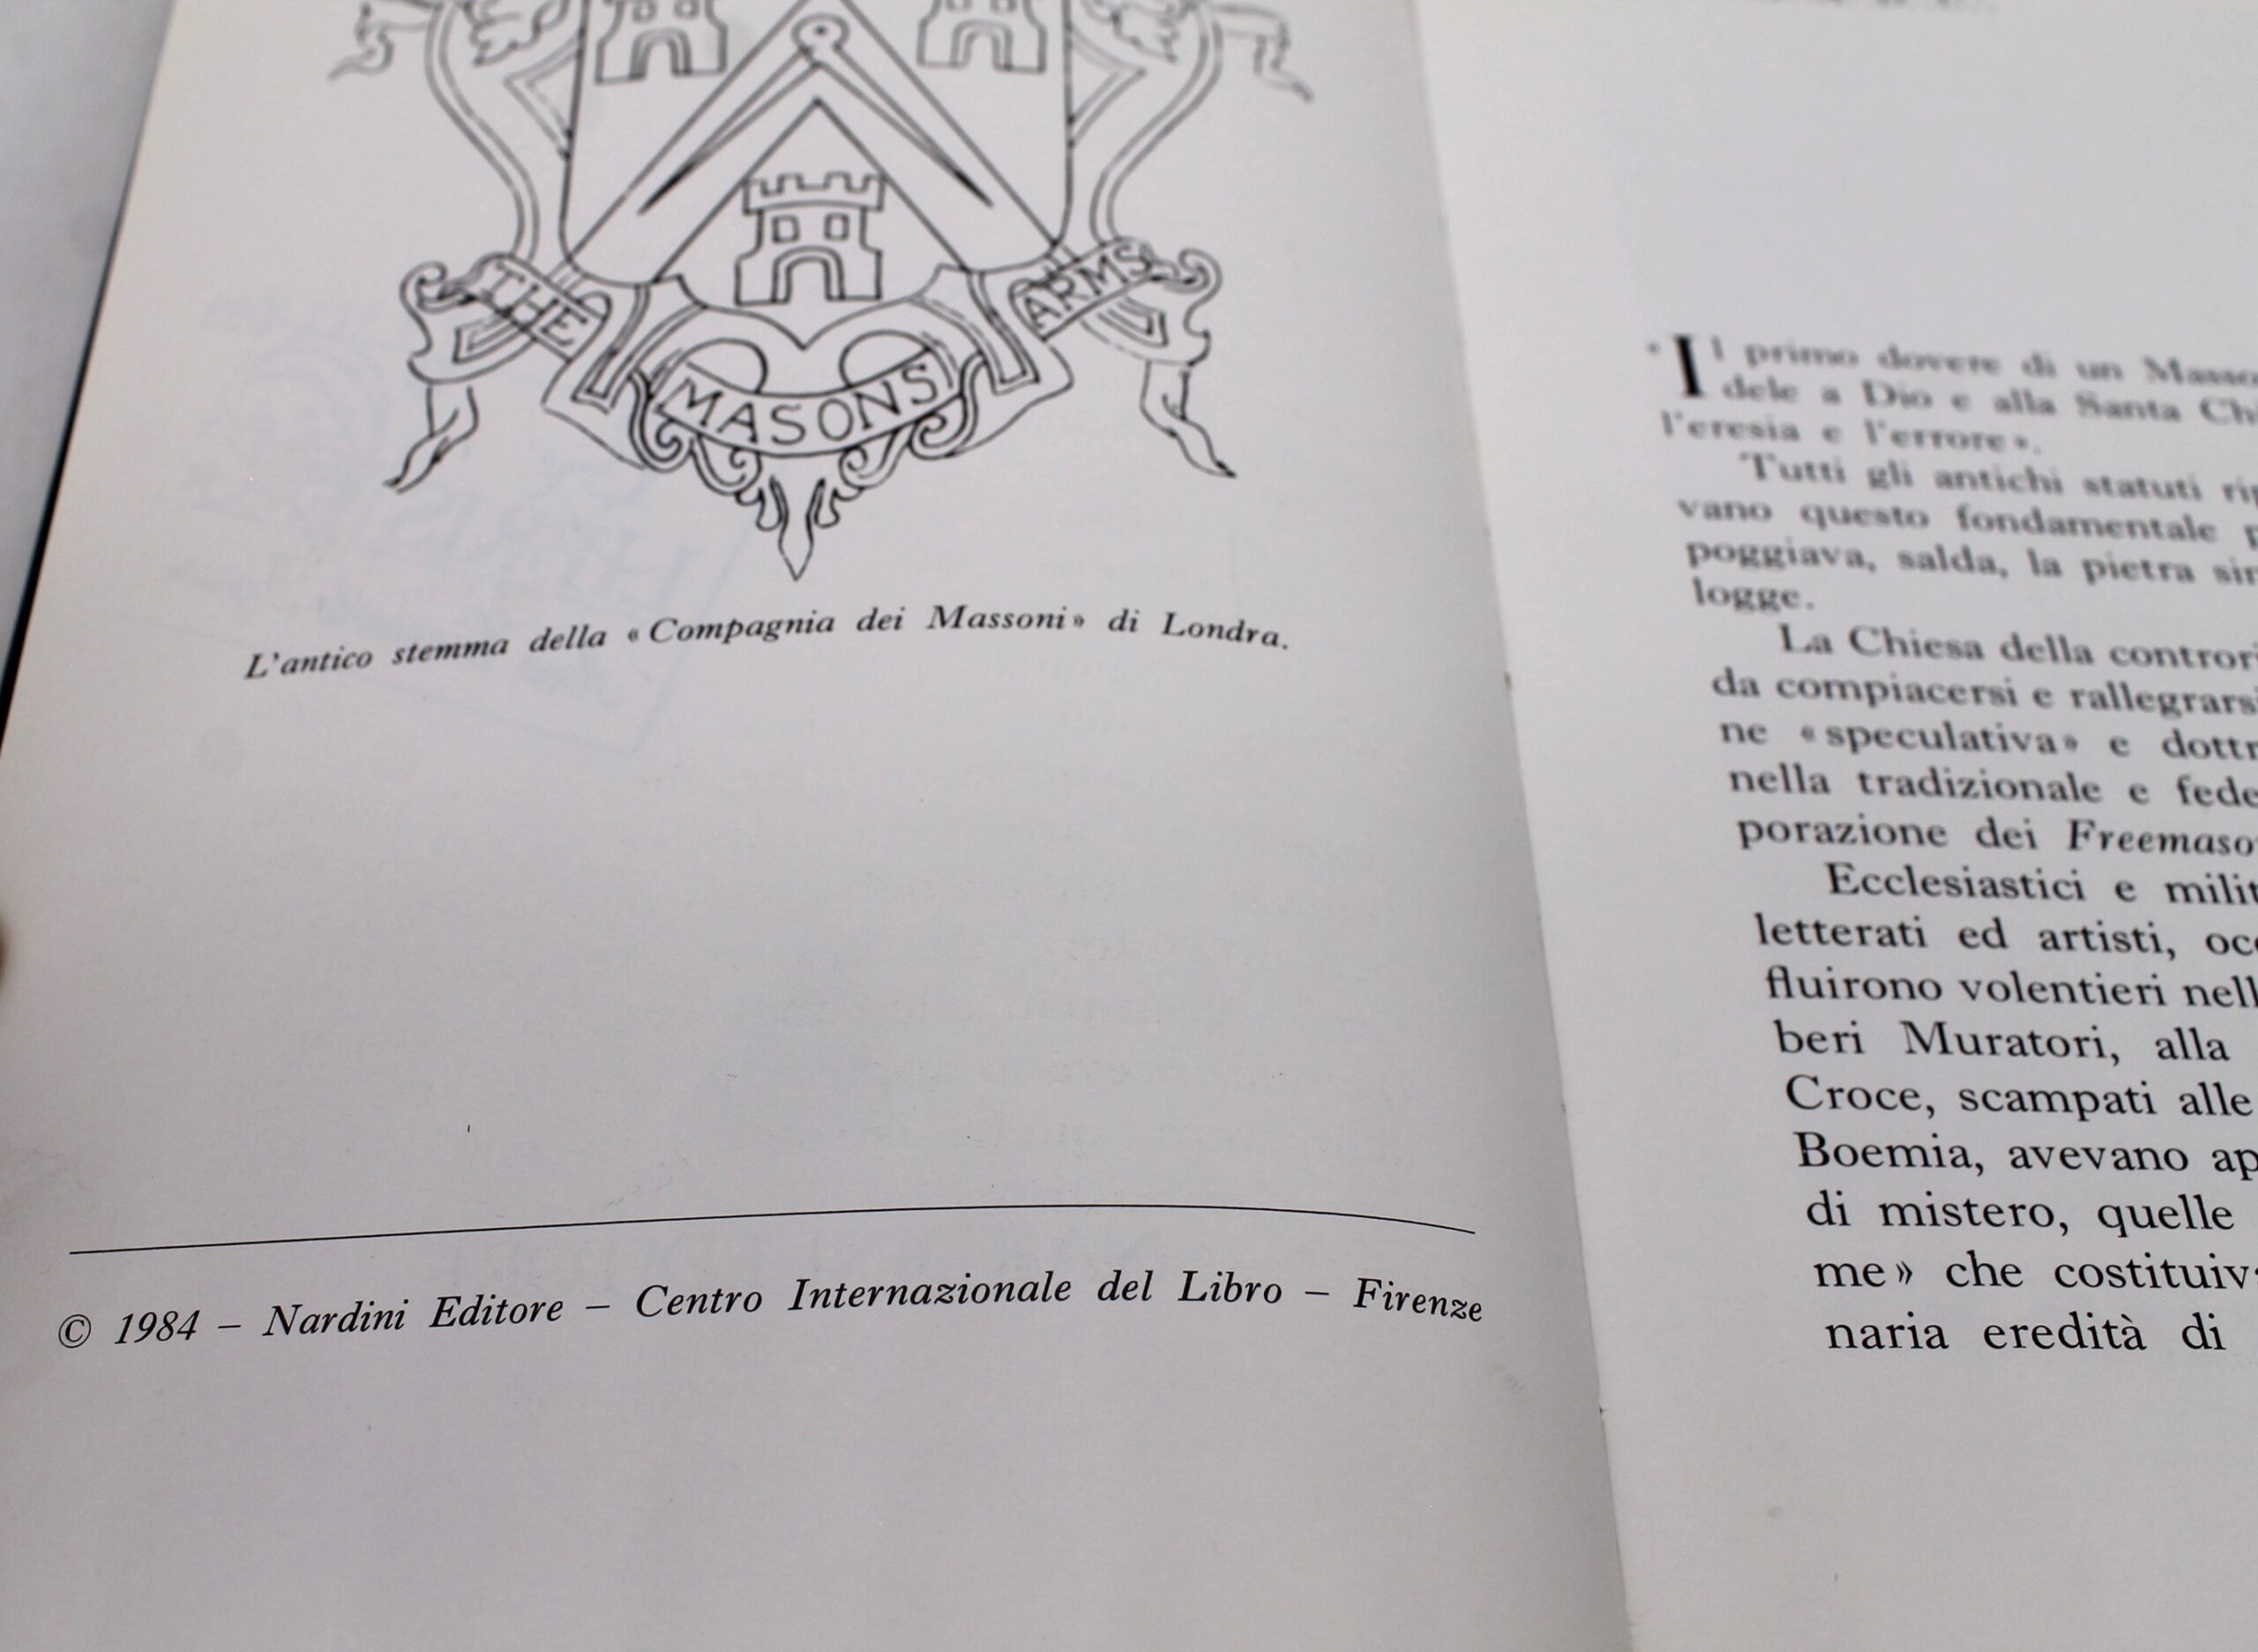 THE MASONS ARMS
L'antico stemma della «Compagnia dei Massoni» di Londra.
© 1984 – Nardini Editore – Centro Internazionale del Libro – Firenze
Il primo dovere di un
dele a Dio e alla Santa
l'eresia e l'errore».
Tutti gli antichi statuti
vano questo fondamentale
poggiava, salda, la pietra
logge.
La Chiesa della
da compiacersi e
ne «speculativa» e
nella tradizionale e
porazione dei
Ecclesiastici e
letterati ed artisti,
fluirono volentieri
beri Muratori, alla
Croce, scampati alle
Boemia, avevano
di mistero, quelle
me» che
naria eredità di